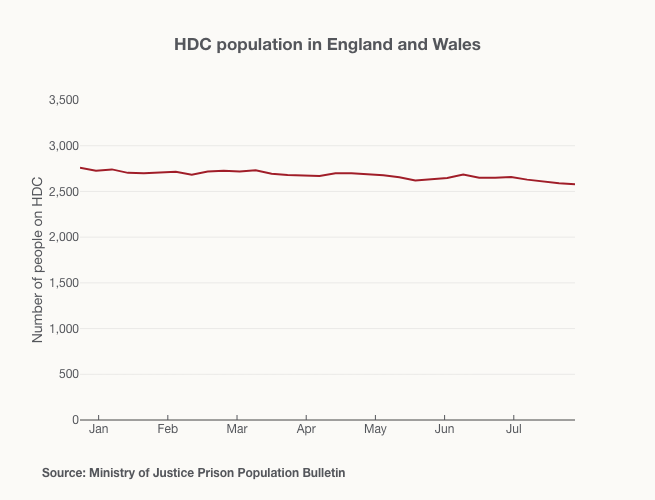 HDC population in England and Wales
Number of people on HDC
3,500
3,000
2,500
2,000
1,500
1,000
500
0
Jan Feb Mar Apr May Jun Jul
Source: Ministry of Justice Prison Population Bulletin